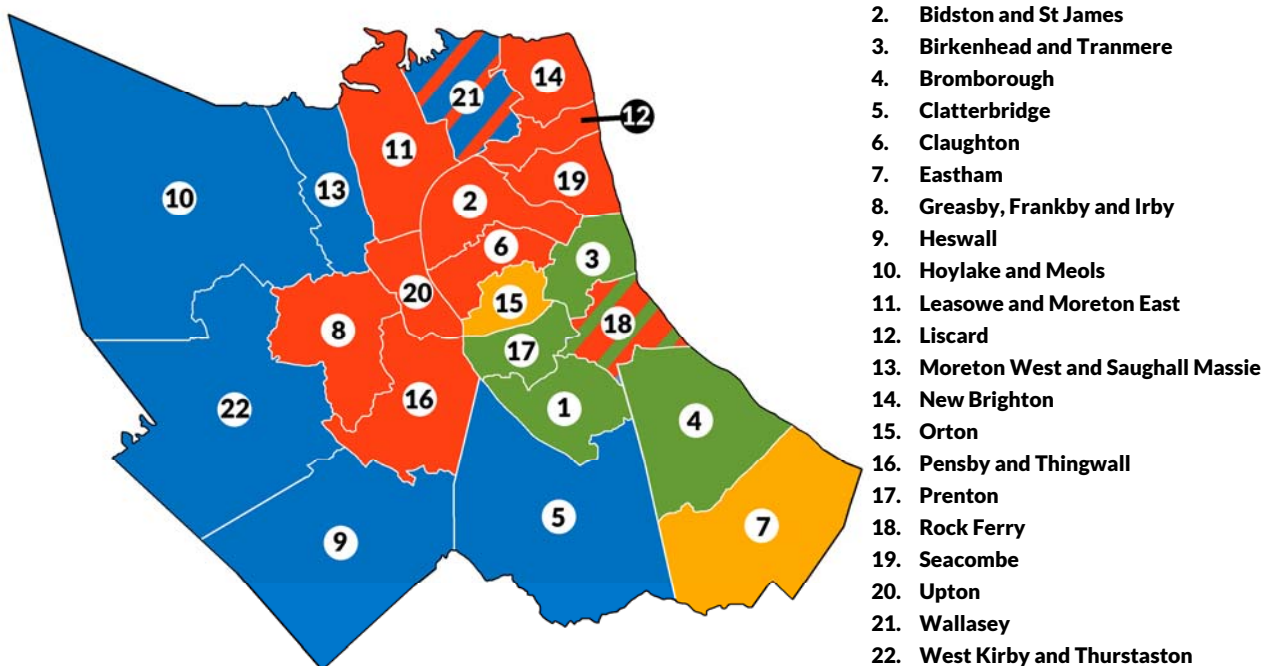 2. Bidston and St James
3. Birkenhead and Tranmere
4. Bromborough
5. Clatterbridge
6. Claughton
7. Eastham
8. Greasby, Frankby and Irby
9. Heswall
10. Hoylake and Meols
11. Leasowe and Moreton East
12. Liscard
13. Moreton West and Saughall Massie
14. New Brighton
15. Orton
16. Pensby and Thingwall
17. Prenton
18. Rock Ferry
19. Seacombe
20. Upton
21. Wallasey
22. West Kirby and Thurstaston
14
21
12
11
19
13
10
2
6
3
20
15
18
8
17
16
22
1
4
5
7
9